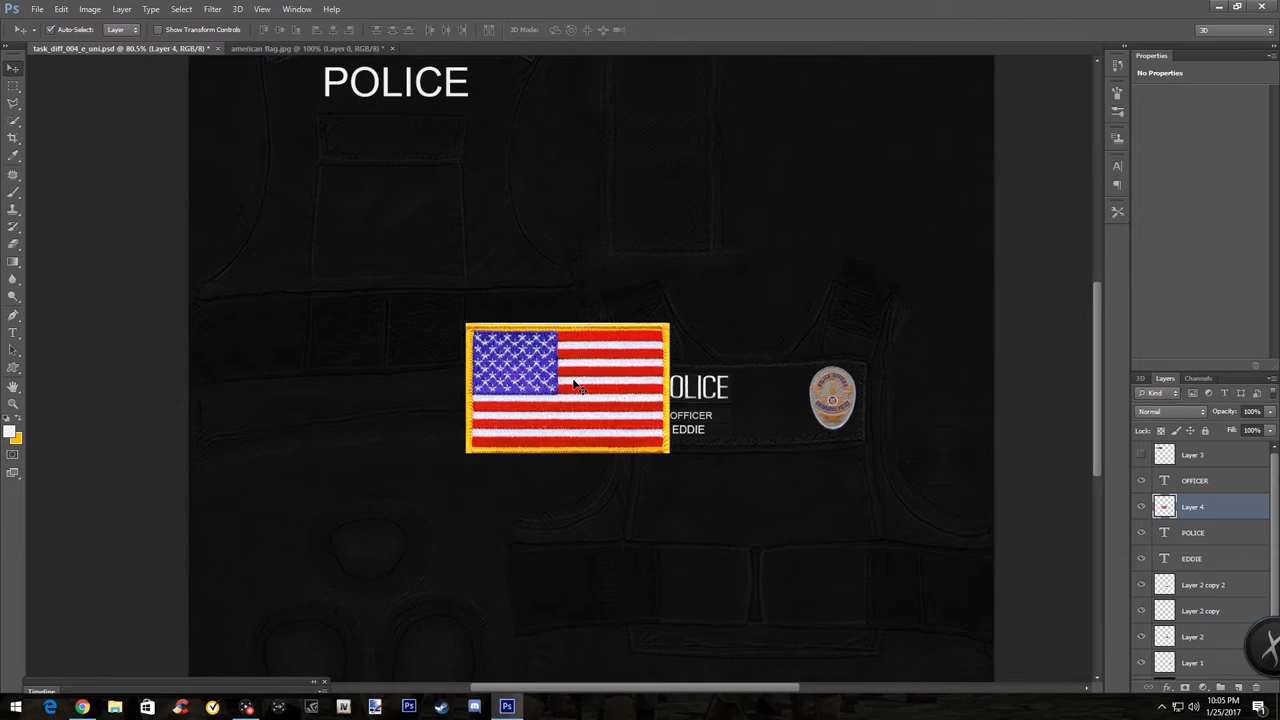 Ps File Edit Image Layer Type Select Filter 3D View Window Help
Auto-Select: Layer Show Transform Controls 3D Mode: 3D
task_diff_004_e_uni.psd @ 80.5% (Layer 4, RGB/8) * × american flag.jpg @ 100% (Layer 0, RGB/8) * ×
Properties
No Properties
POLICE
OLICE
OFFICER
EDDIE
3D Layers Channels
Kind
Normal Opacity: 100%
Lock: Fill: 100%
Layer 3
OFFICER
Layer 4
POLICE
EDDIE
Layer 2 copy 2
Layer 2 copy
Layer 2
Layer 1
Timeline
10:05 PM
1/25/2017